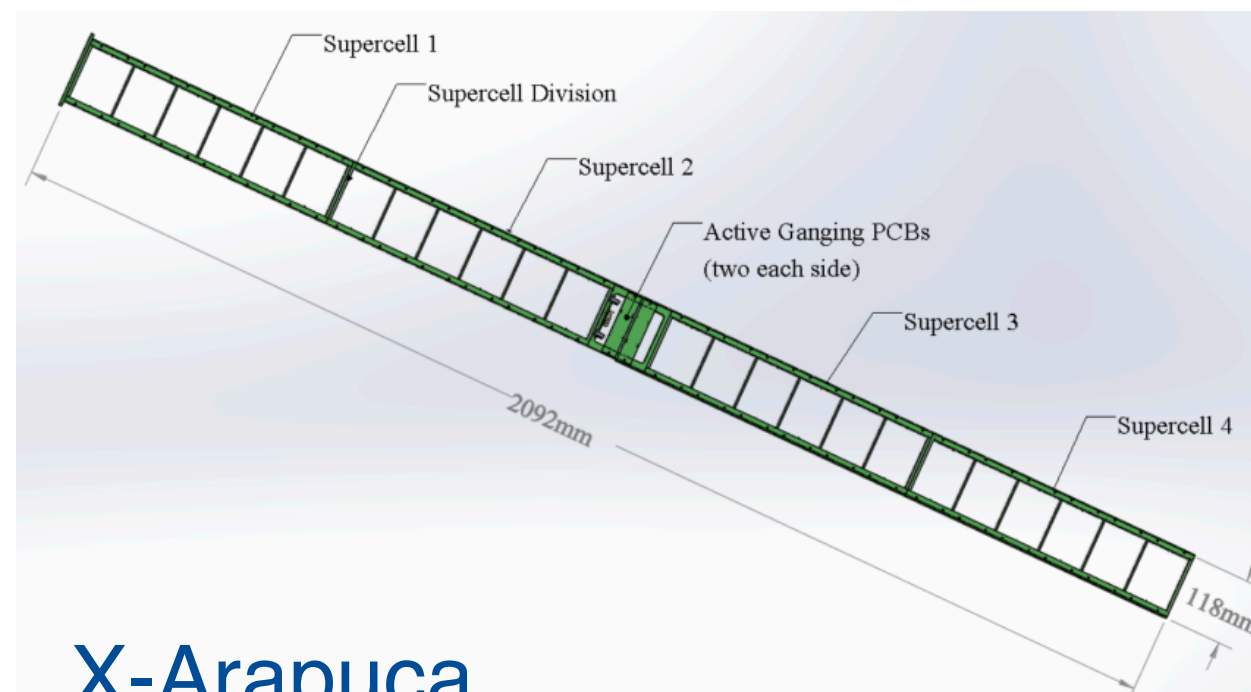 Supercell 1
Supercell Division
Supercell 2
Active Ganging PCBs
(two each side)
Supercell 3
2092mm
Supercell 4
118mm
X-Arapuca